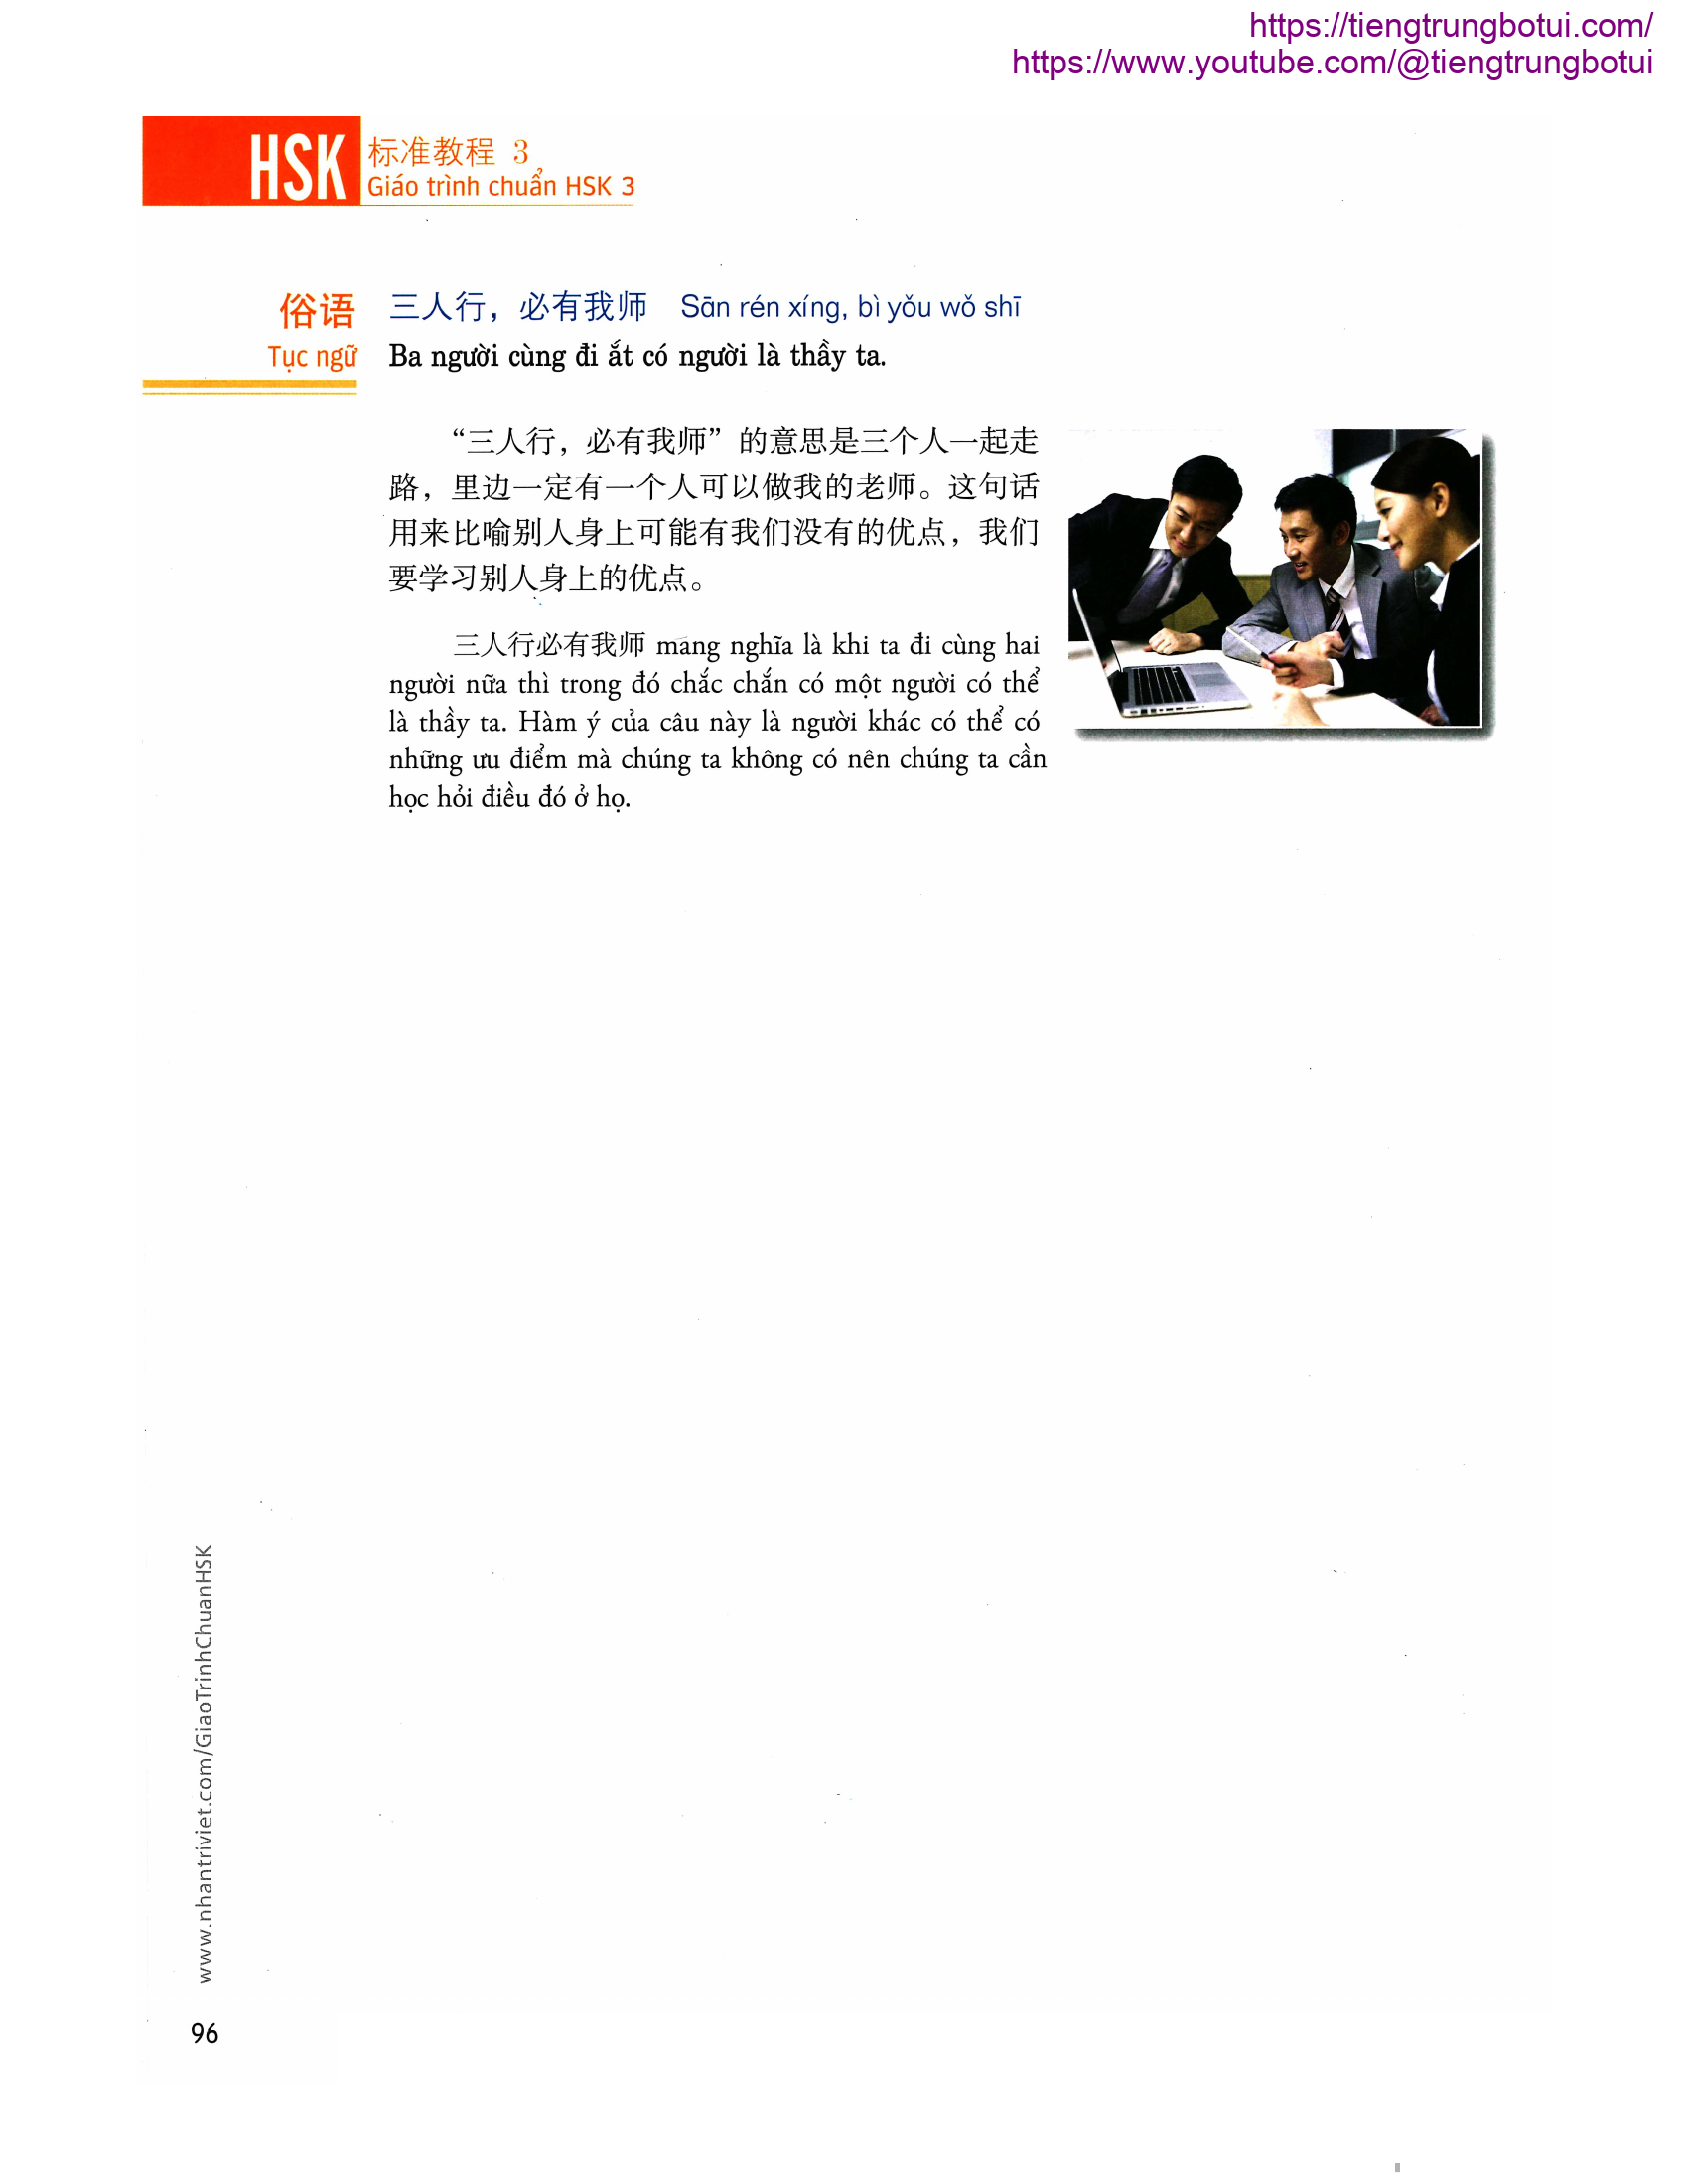 https://tiengtrungbotui.com/
https://www.youtube.com/@tiengtrungbotui
HSK 标准教程 3
Giáo trình chuẩn HSK 3
俗语 三人行，必有我师 Sān rén xíng, bì yǒu wǒ shī
Tục ngữ Ba người cùng đi ắt có người là thầy ta.
“三人行，必有我师”的意思是三个人一起走
路，里边一定有一个人可以做我的老师。这句话
用来比喻别人身上可能有我们没有的优点，我们
要学习别人身上的优点。
三人行必有我师 mang nghĩa là khi ta đi cùng hai
người nữa thì trong đó chắc chắn có một người có thể
là thầy ta. Hàm ý của câu này là người khác có thể có
những ưu điểm mà chúng ta không có nên chúng ta cần
học hỏi điều đó ở họ.
www.nhantriviet.com/GiaoTrinhChuanHSK
96